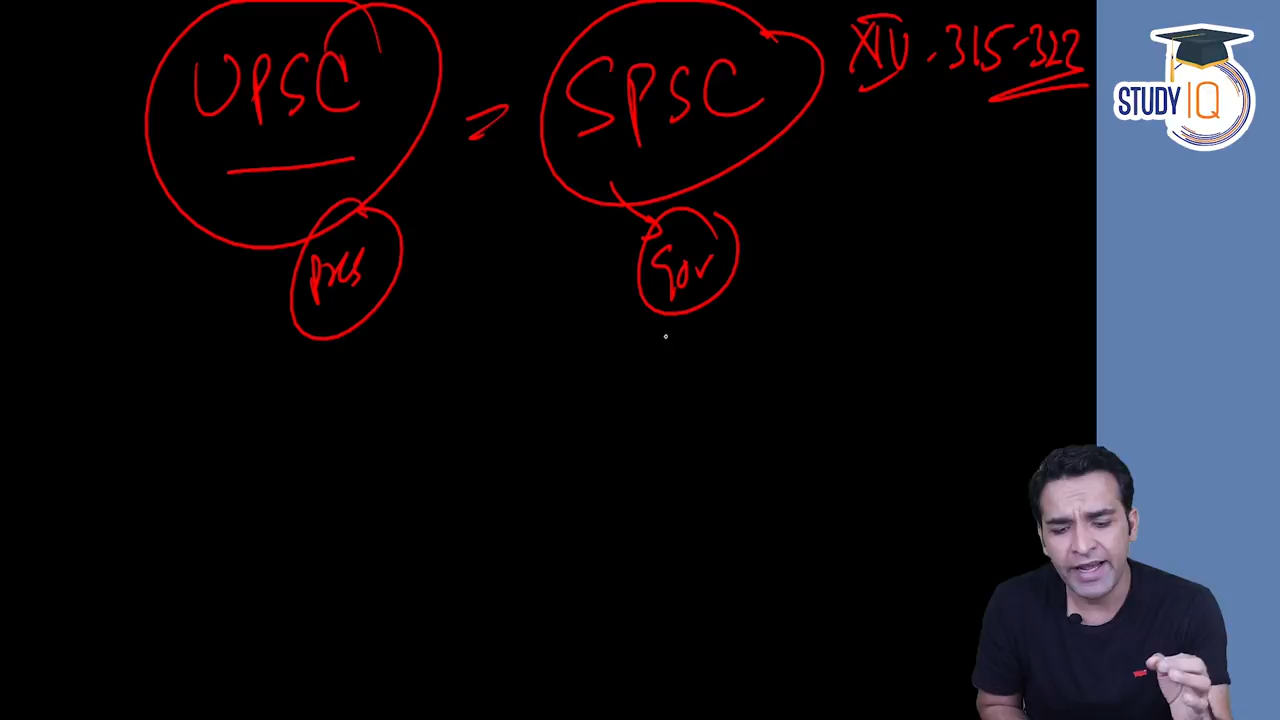 UPSC = SPSC XIV . 315-323
Pres Gov
STUDY IQ